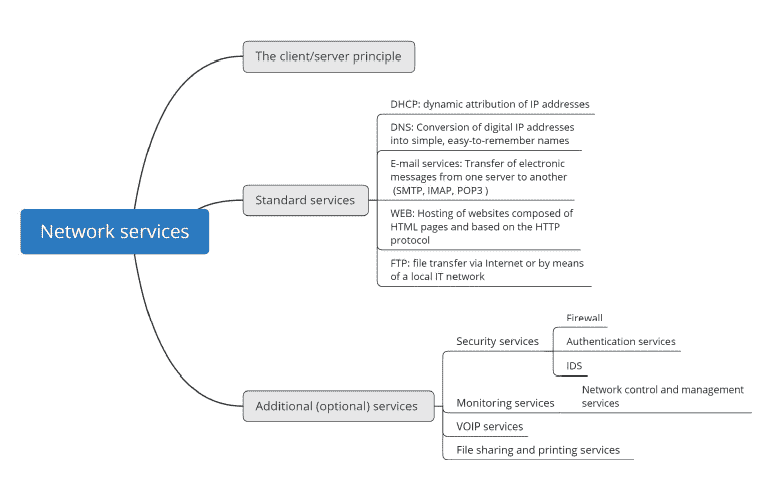 The client/server principle
DHCP: dynamic attribution of IP addresses
DNS: Conversion of digital IP addresses
into simple, easy-to-remember names
E-mail services: Transfer of electronic
messages from one server to another
(SMTP, IMAP, POP3 )
Standard services
WEB: Hosting of websites composed of
HTML pages and based on the HTTP
protocol
Network services
FTP: file transfer via Internet or by means
of a local IT network
Firewall
Security services
Authentication services
IDS
Network control and management
services
Monitoring services
Additional (optional) services
VOIP services
File sharing and printing services